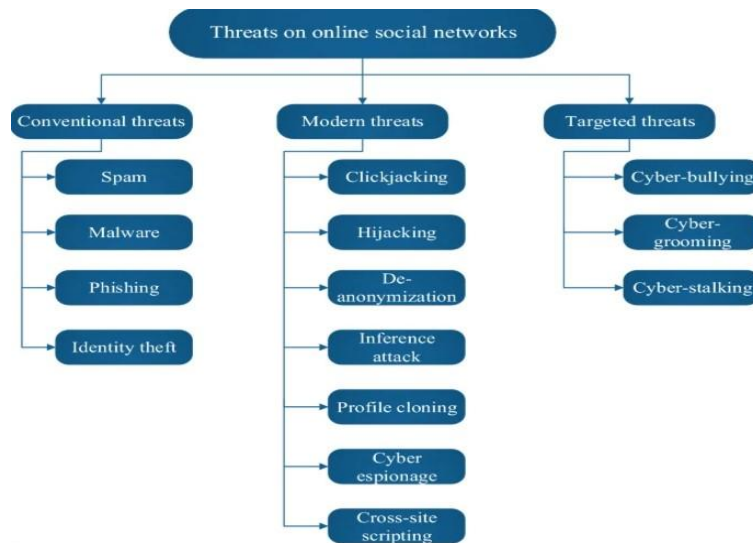 Threats on online social networks
Conventional threats
Spam
Malware
Phishing
Identity theft
Modern threats
Clickjacking
Hijacking
De-
anonymization
Inference
attack
Profile cloning
Cyber
espionage
Cross-site
scripting
Targeted threats
Cyber-bullying
Cyber-
grooming
Cyber-stalking